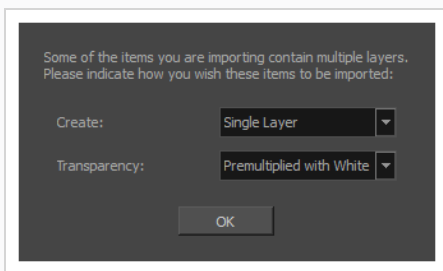 Some of the items you are importing contain multiple layers.
Please indicate how you wish these items to be imported:
Create: Single Layer
Transparency: Premultiplied with White
OK